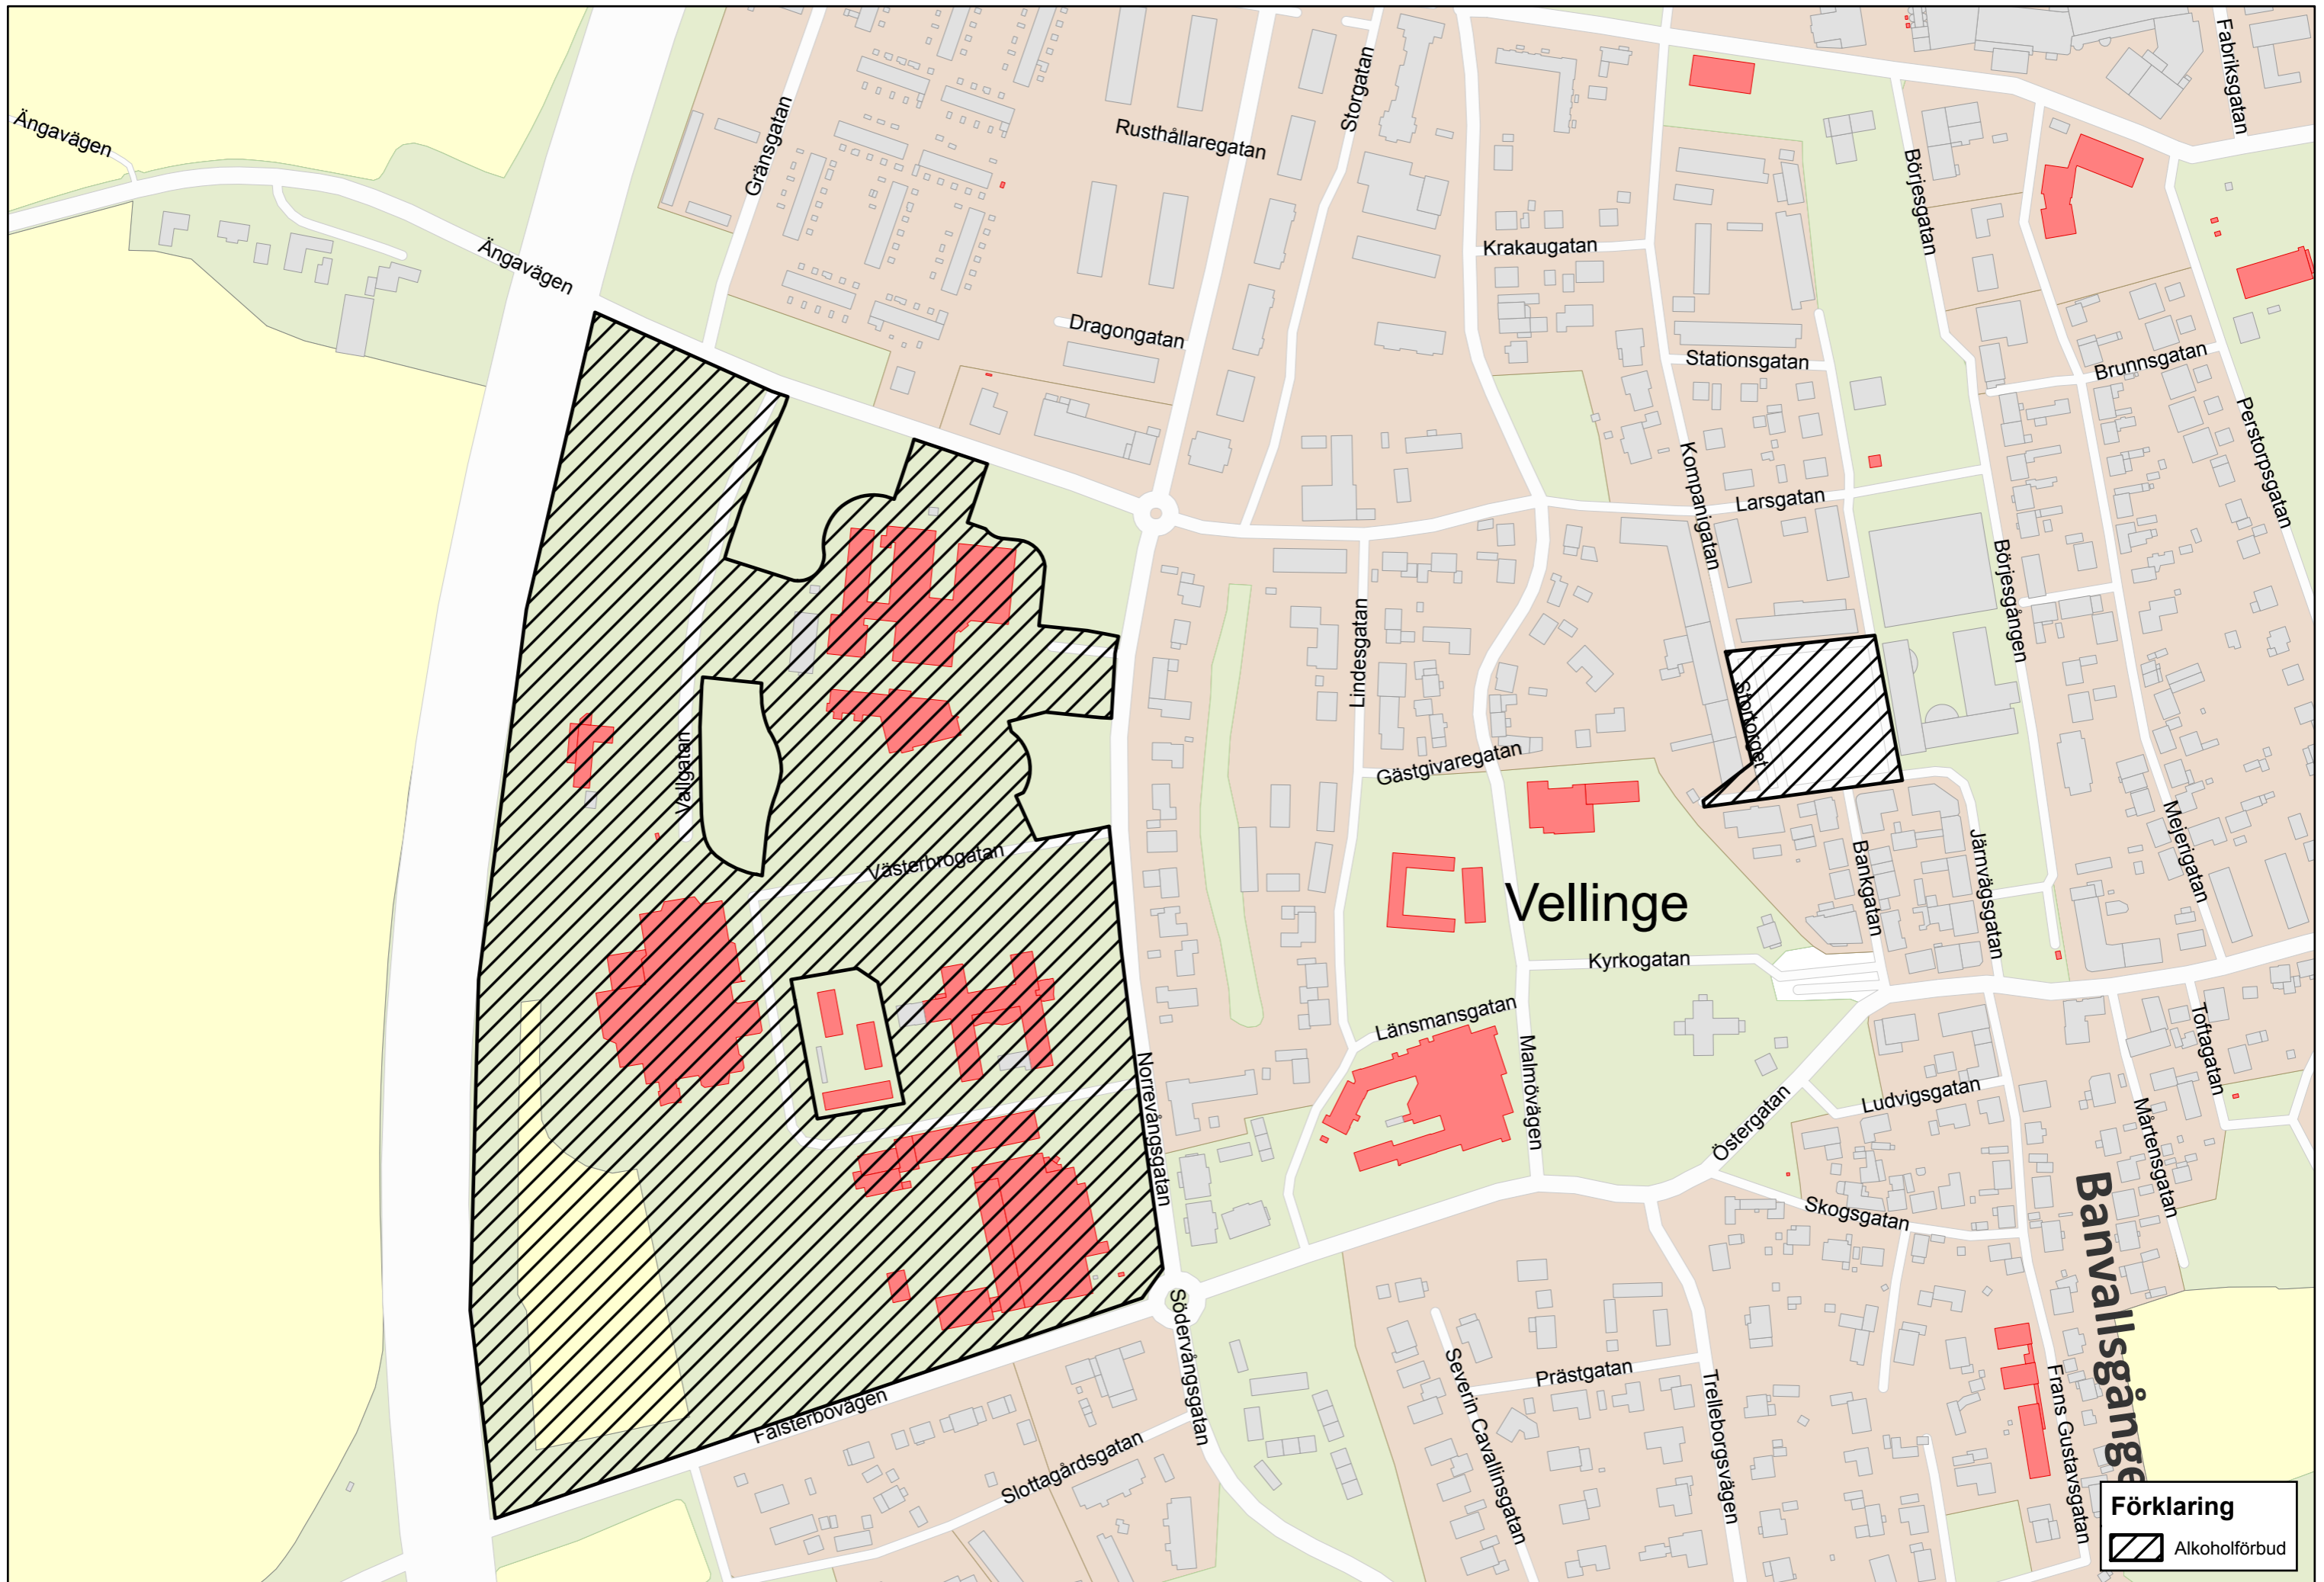 Ängavägen
Ängavägen
Gränsgatan
Rusthållaregatan
Storgatan
Dragongatan
Krakaugatan
Stationsgatan
Kompanigatan
Larsgatan
Börjesgatan
Fabriksgatan
Brunnsgatan
Perstorpsgatan
Börjesgången
Lindesgatan
Stortorget
Gästgivaregatan
Vallgatan
Västerbrogatan
Vellinge
Bankgatan
Järnvägsgatan
Mejerigatan
Kyrkogatan
Länsmansgatan
Malmövägen
Norrevångsgatan
Östergatan
Ludvigsgatan
Toftagatan
Mårtensgatan
Skogsgatan
Banvallsgånge
Södervångsgatan
Falsterbovägen
Slottagårdsgatan
Severin Cavallinsgatan
Prästgatan
Trelleborgsvägen
Frans Gustavsgatan
Förklaring
Alkoholförbud